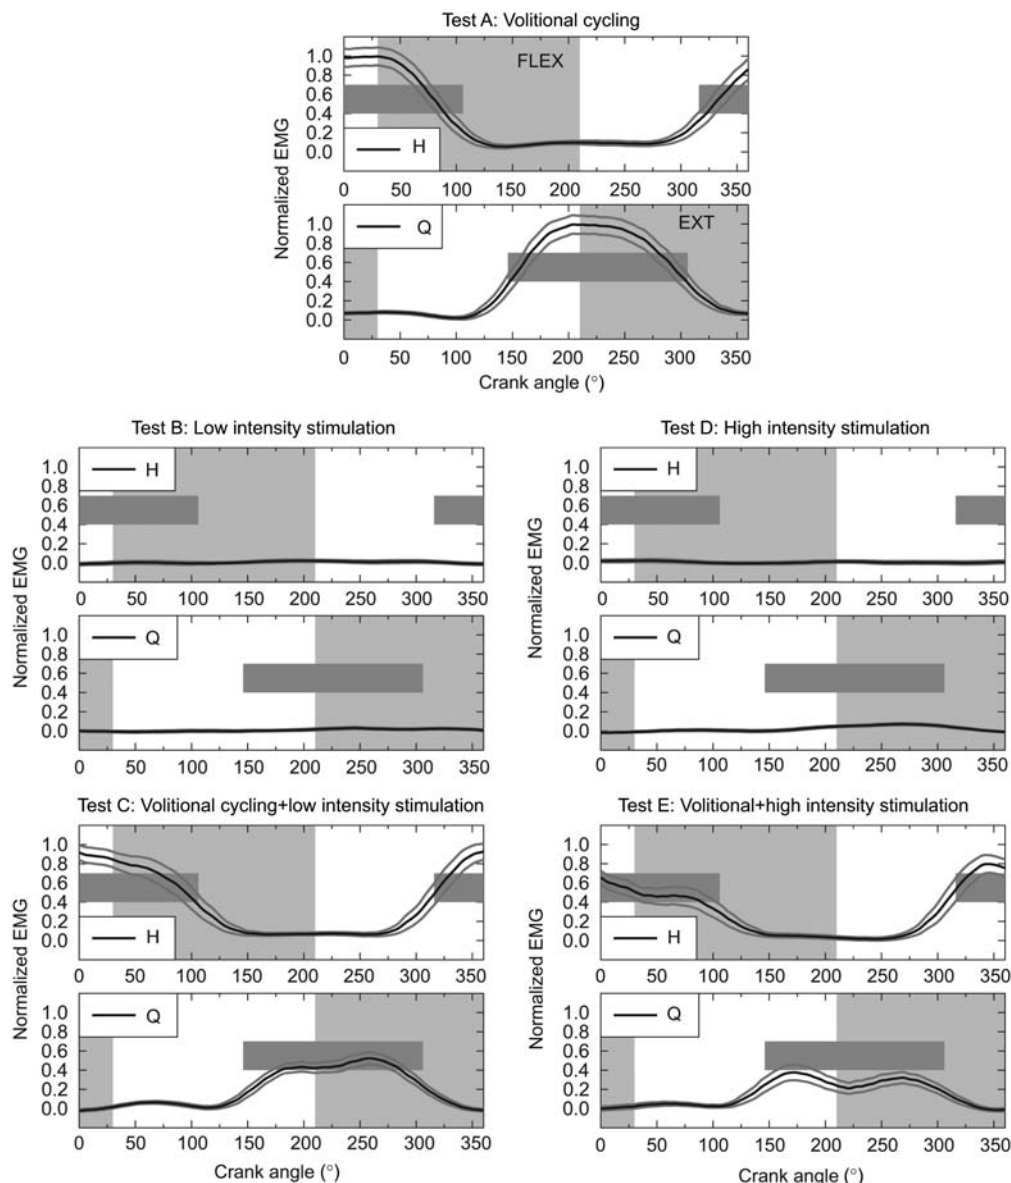 Test A: Volitional cycling
Normalized EMG
1.0
0.8
0.6
0.4
0.2
0.0
FLEX
H
0 50 100 150 200 250 300 350
1.0
0.8
0.6
0.4
0.2
0.0
Q
EXT
0 50 100 150 200 250 300 350
Crank angle (°)
Test B: Low intensity stimulation
Normalized EMG
1.0
0.8
0.6
0.4
0.2
0.0
H
0 50 100 150 200 250 300 350
1.0
0.8
0.6
0.4
0.2
0.0
Q
0 50 100 150 200 250 300 350
Test D: High intensity stimulation
Normalized EMG
1.0
0.8
0.6
0.4
0.2
0.0
H
0 50 100 150 200 250 300 350
1.0
0.8
0.6
0.4
0.2
0.0
Q
0 50 100 150 200 250 300 350
Test C: Volitional cycling+low intensity stimulation
Normalized EMG
1.0
0.8
0.6
0.4
0.2
0.0
H
0 50 100 150 200 250 300 350
1.0
0.8
0.6
0.4
0.2
0.0
Q
0 50 100 150 200 250 300 350
Crank angle (°)
Test E: Volitional+high intensity stimulation
Normalized EMG
1.0
0.8
0.6
0.4
0.2
0.0
H
0 50 100 150 200 250 300 350
1.0
0.8
0.6
0.4
0.2
0.0
Q
0 50 100 150 200 250 300 350
Crank angle (°)